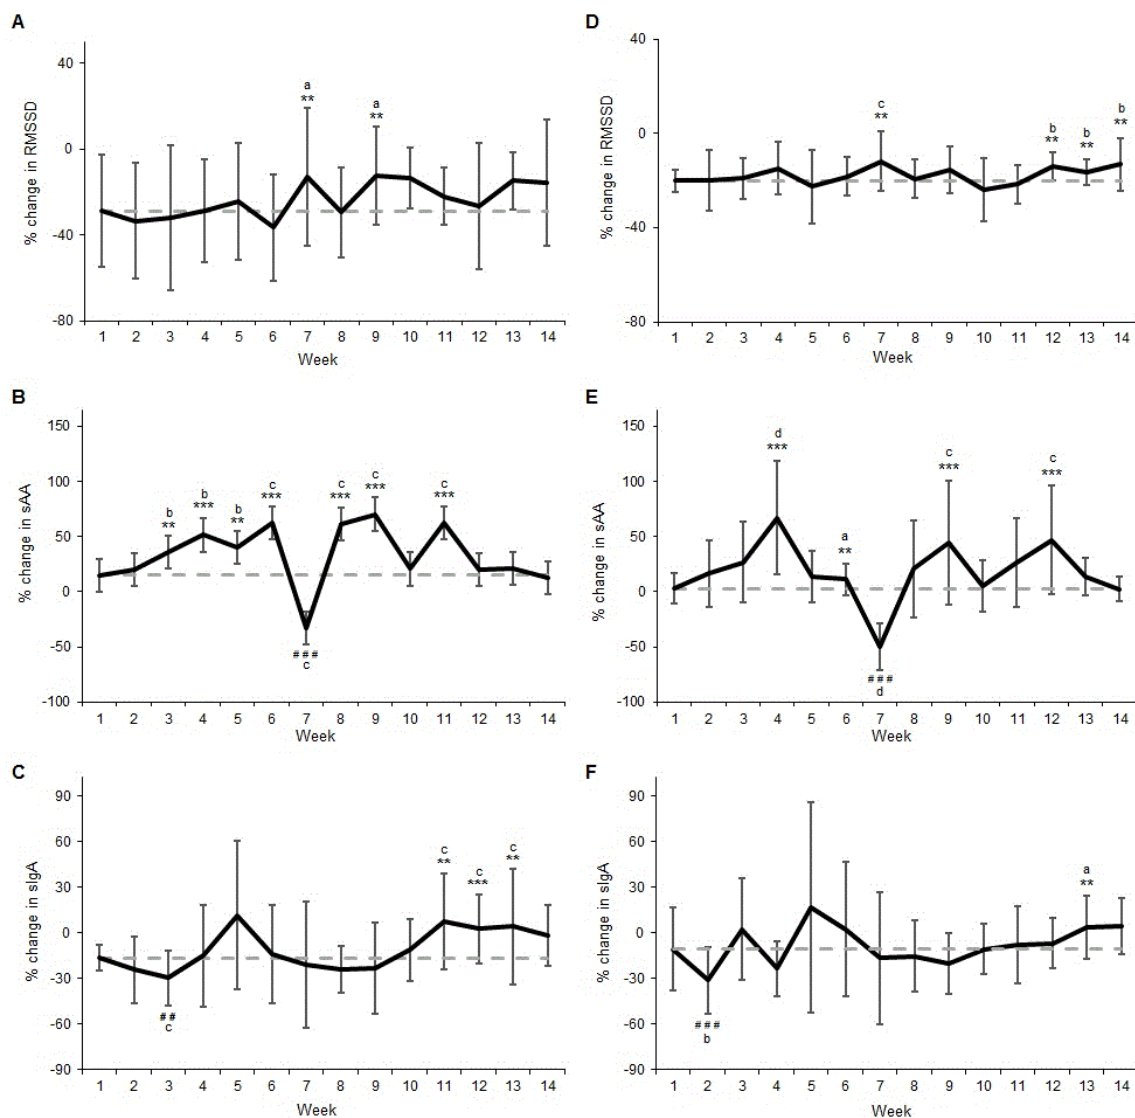 A
% change in RMSSD
40
0
-40
-80
a
**
a
**
1 2 3 4 5 6 7 8 9 10 11 12 13 14
Week
D
% change in RMSSD
40
0
-40
-80
c
**
b
**
b
**
b
**
1 2 3 4 5 6 7 8 9 10 11 12 13 14
Week
B
% change in sAA
150
100
50
0
-50
-100
b
**
b
***
b
**
c
***
###
c
c
***
c
***
c
***
1 2 3 4 5 6 7 8 9 10 11 12 13 14
Week
E
% change in sAA
150
100
50
0
-50
-100
d
***
a
**
###
d
c
***
c
***
1 2 3 4 5 6 7 8 9 10 11 12 13 14
Week
C
% change in sIgA
90
60
30
0
-30
-60
-90
##
c
c
**
c
***
c
**
1 2 3 4 5 6 7 8 9 10 11 12 13 14
Week
F
% change in sIgA
90
60
30
0
-30
-60
-90
###
b
a
**
1 2 3 4 5 6 7 8 9 10 11 12 13 14
Week